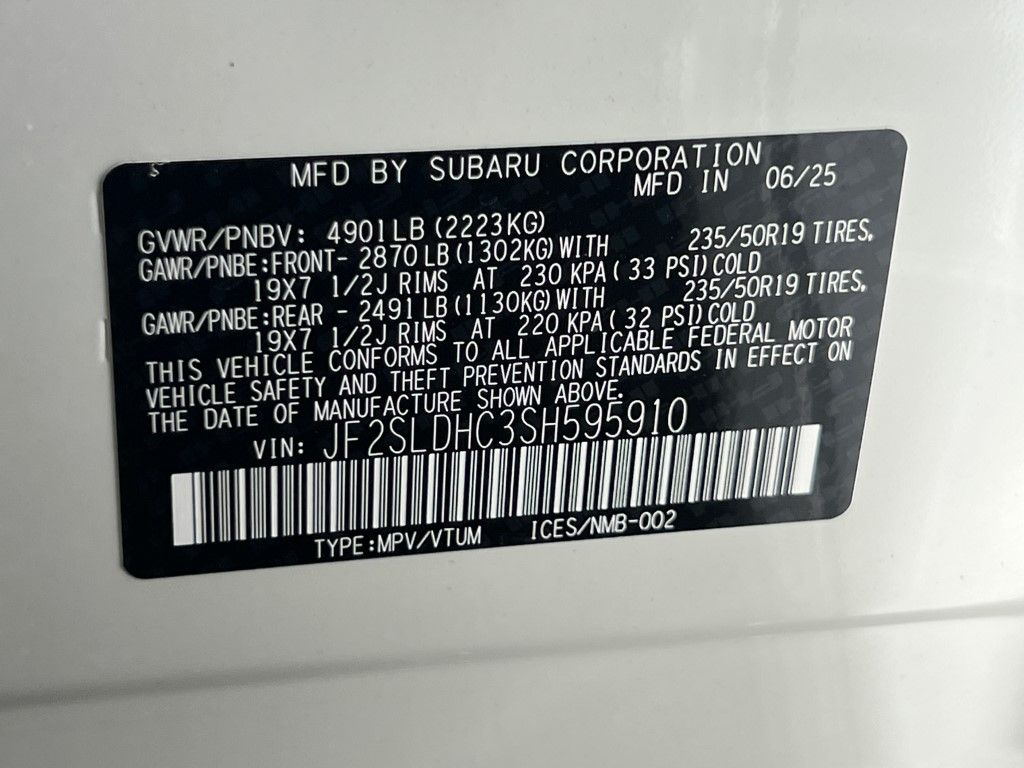 MFD BY SUBARU CORPORATION
MFD IN 06/25
GVWR/PNBV: 4901LB (2223KG)
GAWR/PNBE:FRONT- 2870LB(1302KG)WITH 235/50R19 TIRES,
19X7 1/2J RIMS AT 230 KPA( 33 PSI)COLD
GAWR/PNBE:REAR - 2491LB(1130KG)WITH 235/50R19 TIRES,
19X7 1/2J RIMS AT 220 KPA( 32 PSI)COLD
THIS VEHICLE CONFORMS TO ALL APPLICABLE FEDERAL MOTOR
VEHICLE SAFETY AND THEFT PREVENTION STANDARDS IN EFFECT ON
THE DATE OF MANUFACTURE SHOWN ABOVE.
VIN: JF2SLDHC3SH595910
TYPE:MPV/VTUM ICES/NMB-002